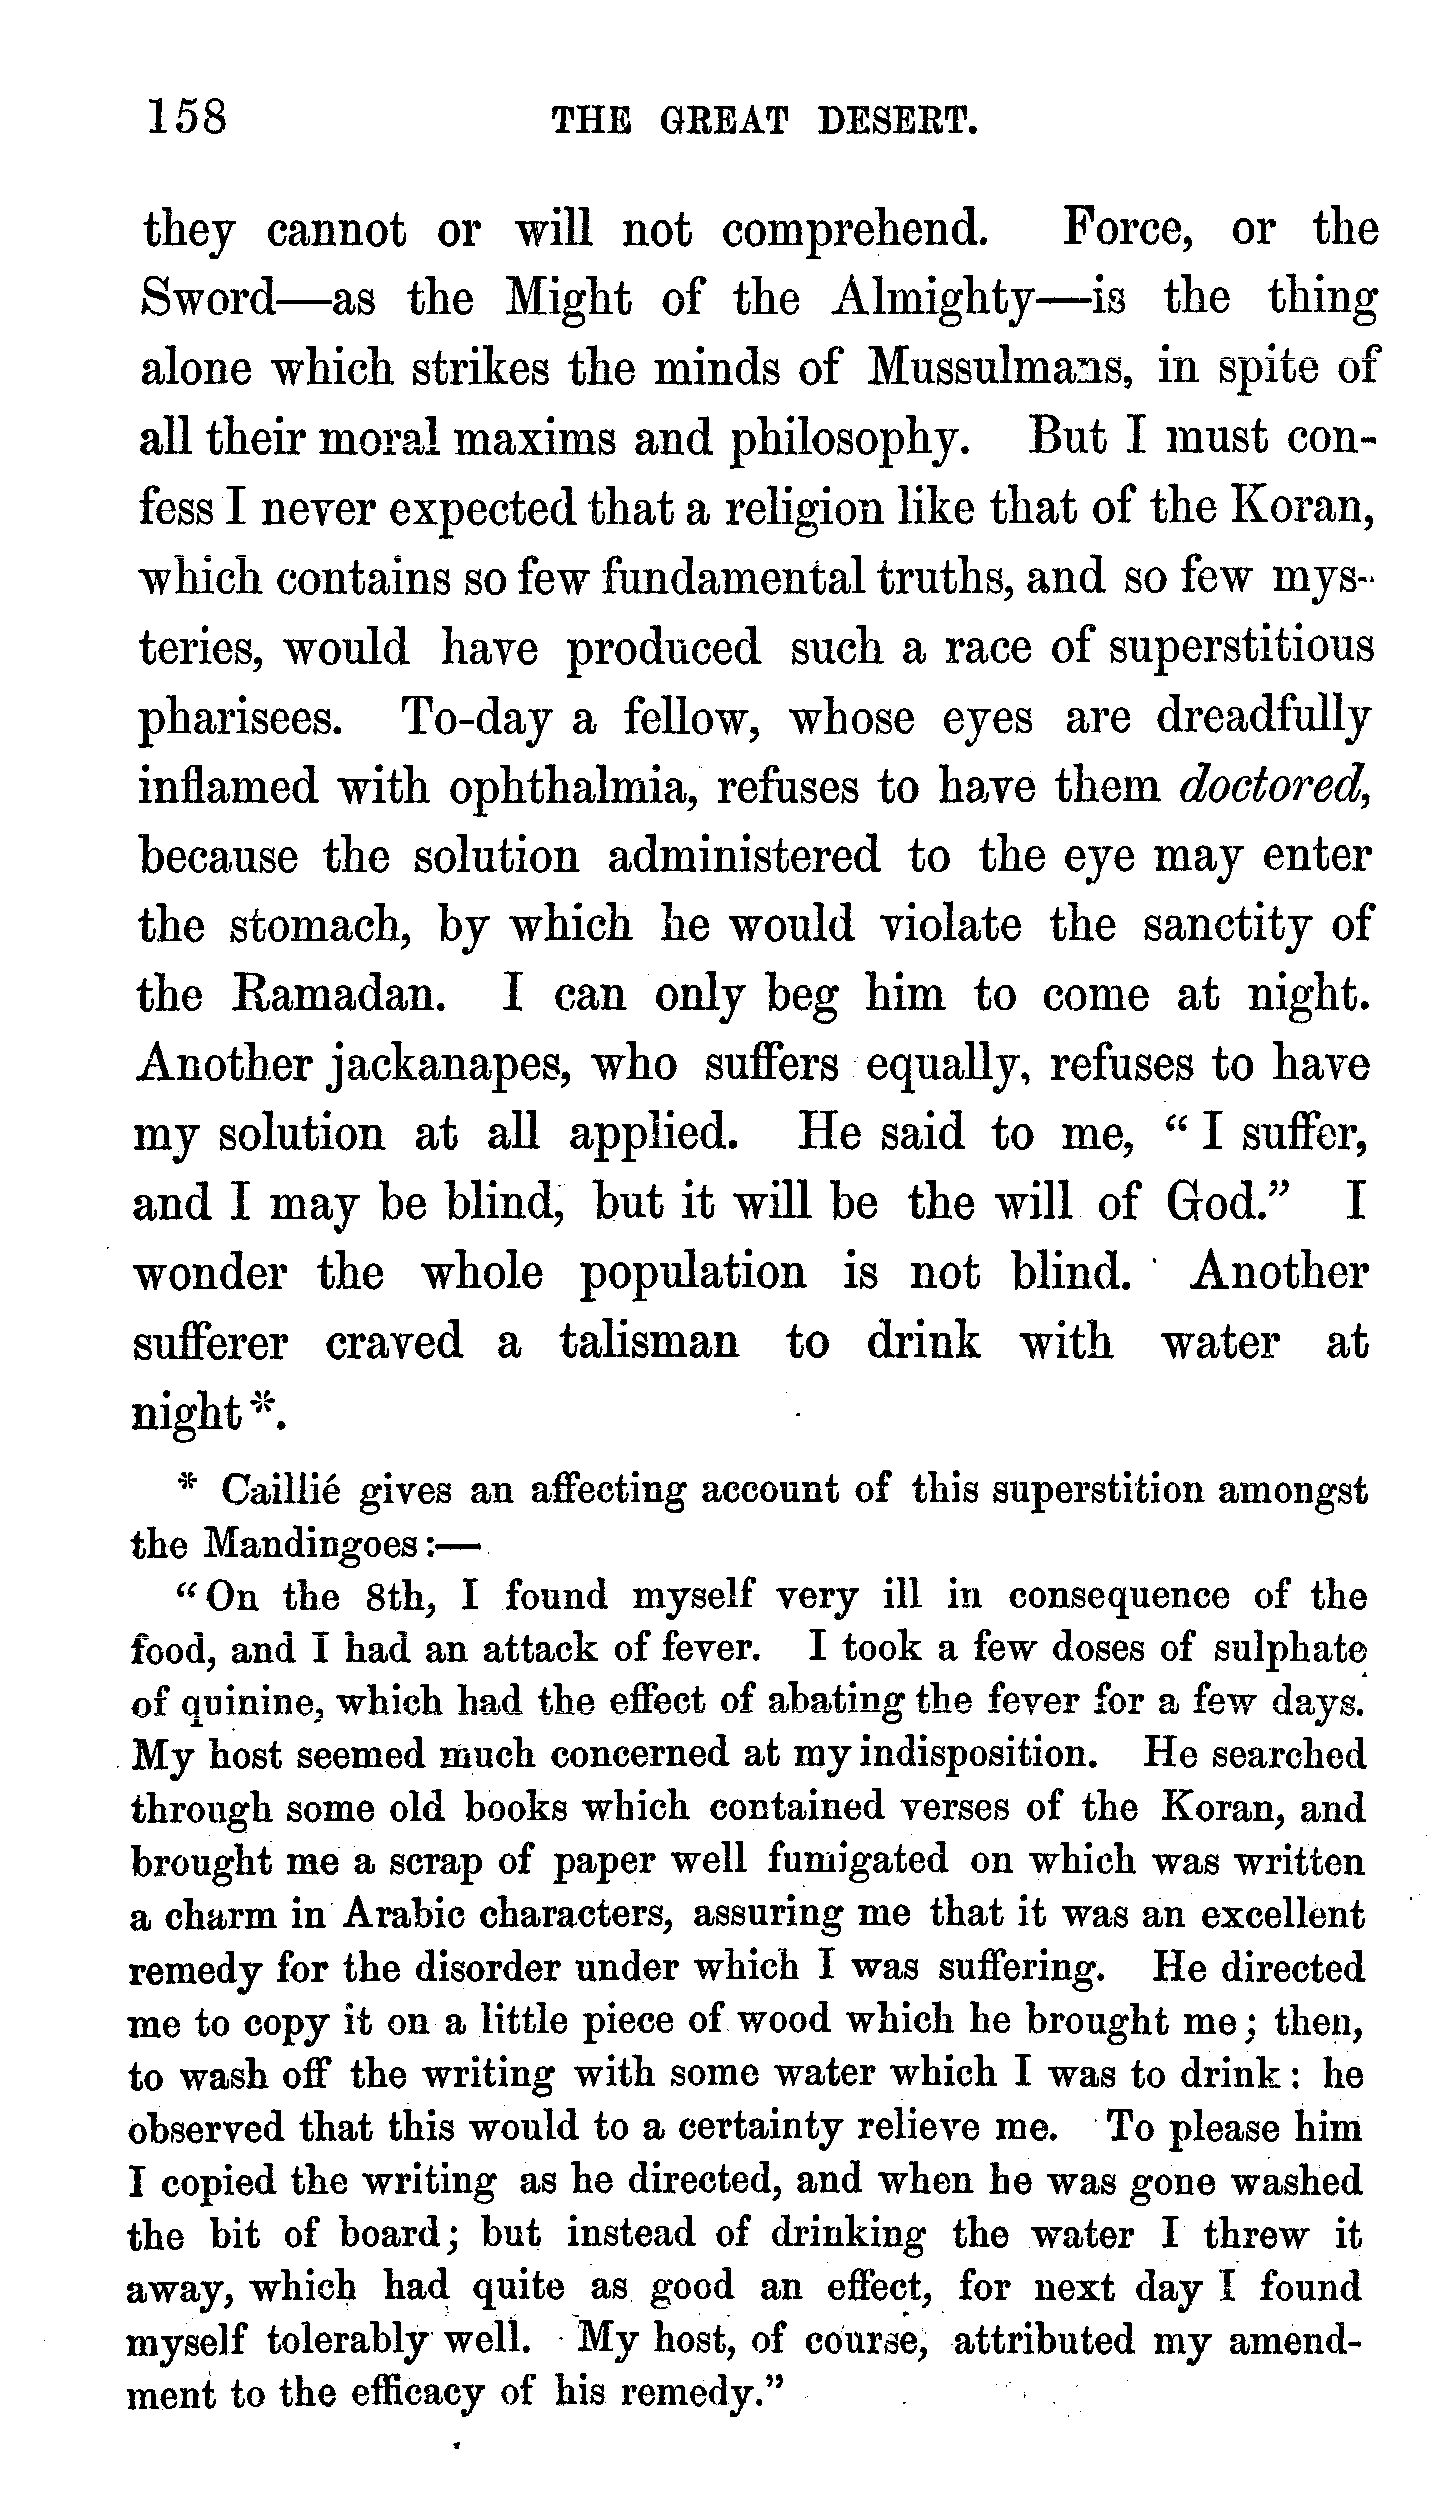 158 THE GREAT DESERT.
they cannot or will not comprehend. Force, or the
Sword—as the Might of the Almighty—is the thing
alone which strikes the minds of Mussulmans, in spite of
all their moral maxims and philosophy. But I must con-
fess I never expected that a religion like that of the Koran,
which contains so few fundamental truths, and so few mys-
teries, would have produced such a race of superstitious
pharisees. To-day a fellow, whose eyes are dreadfully
inflamed with ophthalmia, refuses to have them doctored,
because the solution administered to the eye may enter
the stomach, by which he would violate the sanctity of
the Ramadan. I can only beg him to come at night.
Another jackanapes, who suffers equally, refuses to have
my solution at all applied. He said to me, “ I suffer,
and I may be blind, but it will be the will of God.” I
wonder the whole population is not blind. Another
sufferer craved a talisman to drink with water at
night *.
* Caillié gives an affecting account of this superstition amongst
the Mandingoes :—
“ On the 8th, I found myself very ill in consequence of the
food, and I had an attack of fever. I took a few doses of sulphate
of quinine, which had the effect of abating the fever for a few days.
My host seemed much concerned at my indisposition. He searched
through some old books which contained verses of the Koran, and
brought me a scrap of paper well fumigated on which was written
a charm in Arabic characters, assuring me that it was an excellent
remedy for the disorder under which I was suffering. He directed
me to copy it on a little piece of wood which he brought me ; then,
to wash off the writing with some water which I was to drink : he
observed that this would to a certainty relieve me. To please him
I copied the writing as he directed, and when he was gone washed
the bit of board; but instead of drinking the water I threw it
away, which had quite as good an effect, for next day I found
myself tolerably well. My host, of course, attributed my amend-
ment to the efficacy of his remedy.”